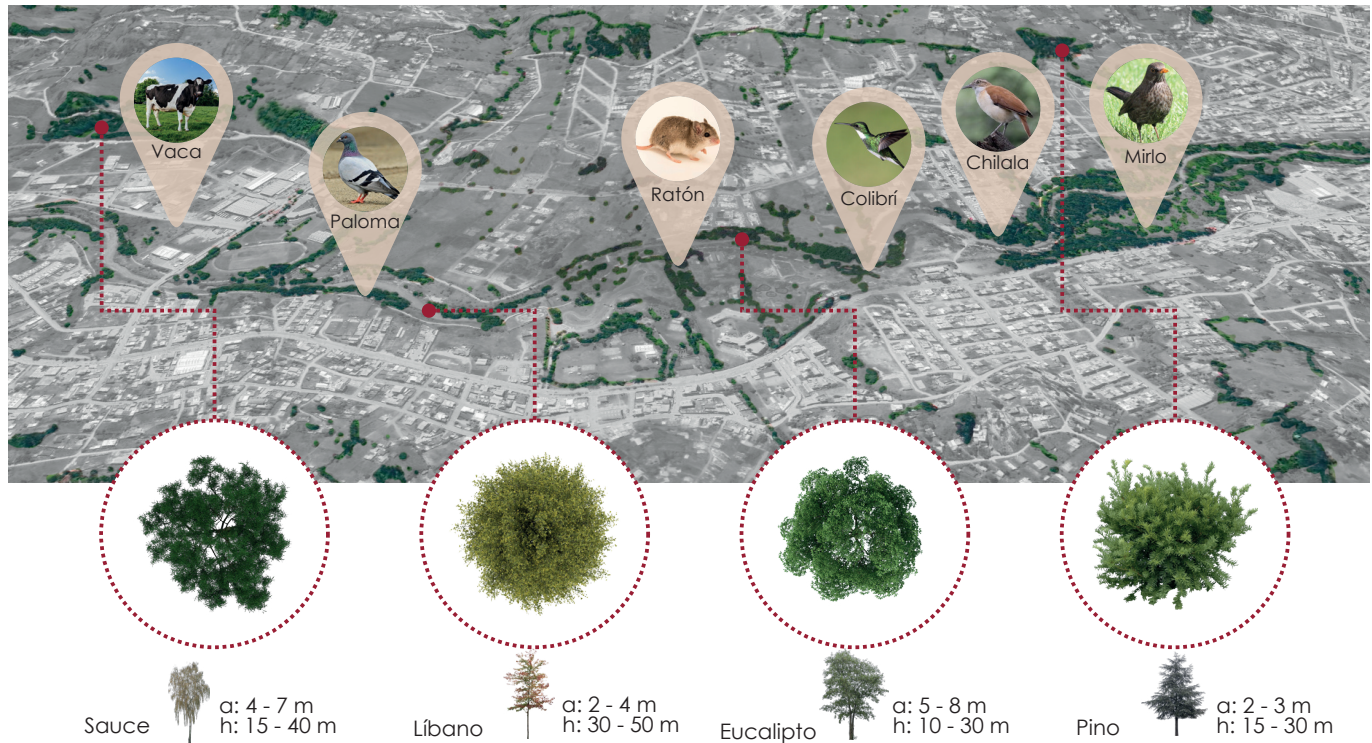 Vaca
Paloma
Ratón
Colibrí
Chilala
Mirlo
Sauce
a: 4 - 7 m
h: 15 - 40 m
Líbano
a: 2 - 4 m
h: 30 - 50 m
Eucalipto
a: 5 - 8 m
h: 10 - 30 m
Pino
a: 2 - 3 m
h: 15 - 30 m